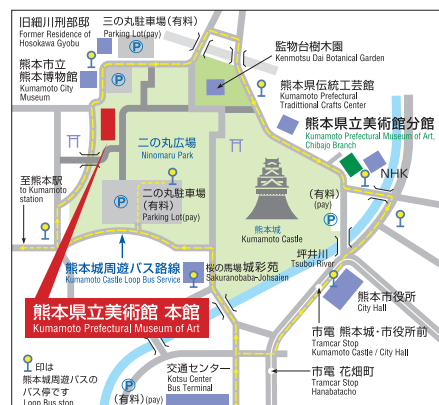 旧細川刑部邸
Former Residence of
Hosokawa Gyobu
三の丸駐車場（有料）
Parking Lot(pay)
P
P
監物台樹木園
Kenmotsu Dai Botanical Garden
熊本市立
熊本博物館
Kumamoto City
Museum
熊本県伝統工芸館
Kumamoto Prefectural
Tradittional Crafts Center
熊本県立美術館分館
Kumamoto Prefectural Museum of Art,
Chibajo Branch
NHK
二の丸広場
Ninomaru Park
二の丸駐車場
（有料）
Parking Lot(pay)
P
至熊本駅
to Kumamoto
station
熊本城
Kumamoto Castle
（有料）
(pay)
P
坪井川
Tsuboi River
熊本城周遊バス路線
Kumamoto Castle Loop Bus Service
桜の馬場城彩苑
Sakuranobaba-Johsaien
熊本県立美術館 本館
Kumamoto Prefectural Museum of Art
熊本市役所
City Hall
市電 熊本城・市役所前
Tramcar Stop
Kumamoto Castle / City Hall
市電 花畑町
Tramcar Stop
Hanabatacho
交通センター
Kotsu Center
Bus Terminal
印は
熊本城周遊バスの
バス停です
Loop Bus stop
P
（有料）(pay)